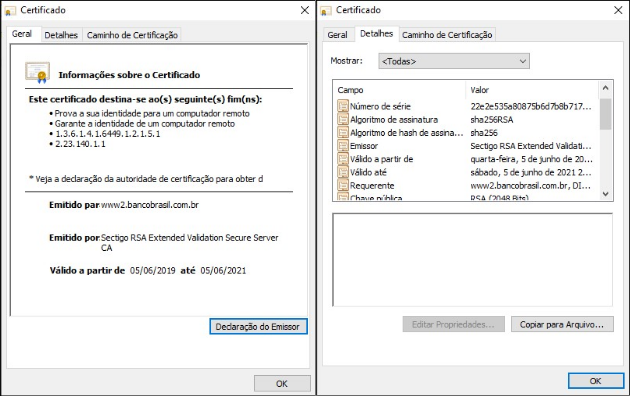 Certificado
Geral
Detalhes
Caminho de Certificação
Informações sobre o Certificado
Este certificado destina-se ao(s) seguinte(s) fim(ns):
• Prova a sua identidade para um computador remoto
• Garante a identidade de um computador remoto
• 1.3.6.1.4.1.6449.1.2.1.5.1
• 2.23.140.1.1
* Veja a declaração da autoridade de certificação para obter d
Emitido par www2.bancobrasil.com.br
Emitido por Sectigo RSA Extended Validation Secure Server
CA
Válido a partir de 05/06/2019 até 05/06/2021
Declaração do Emissor
OK
Certificado
Geral
Detalhes
Caminho de Certificação
Mostrar: <Todas>
Campo Valor
Número de série 22e2e535a80875b6d7b8b717...
Algoritmo de assinatura sha256RSA
Algoritmo de hash de assina... sha256
Emissor Sectigo RSA Extended Validati...
Válido a partir de quarta-feira, 5 de junho de 20...
Válido até sábado, 5 de junho de 2021 2...
Requerente www2.bancobrasil.com.br, DI...
Chave pública RSA (2048 Bits)
Editar Propriedades...
Copiar para Arquivo...
OK